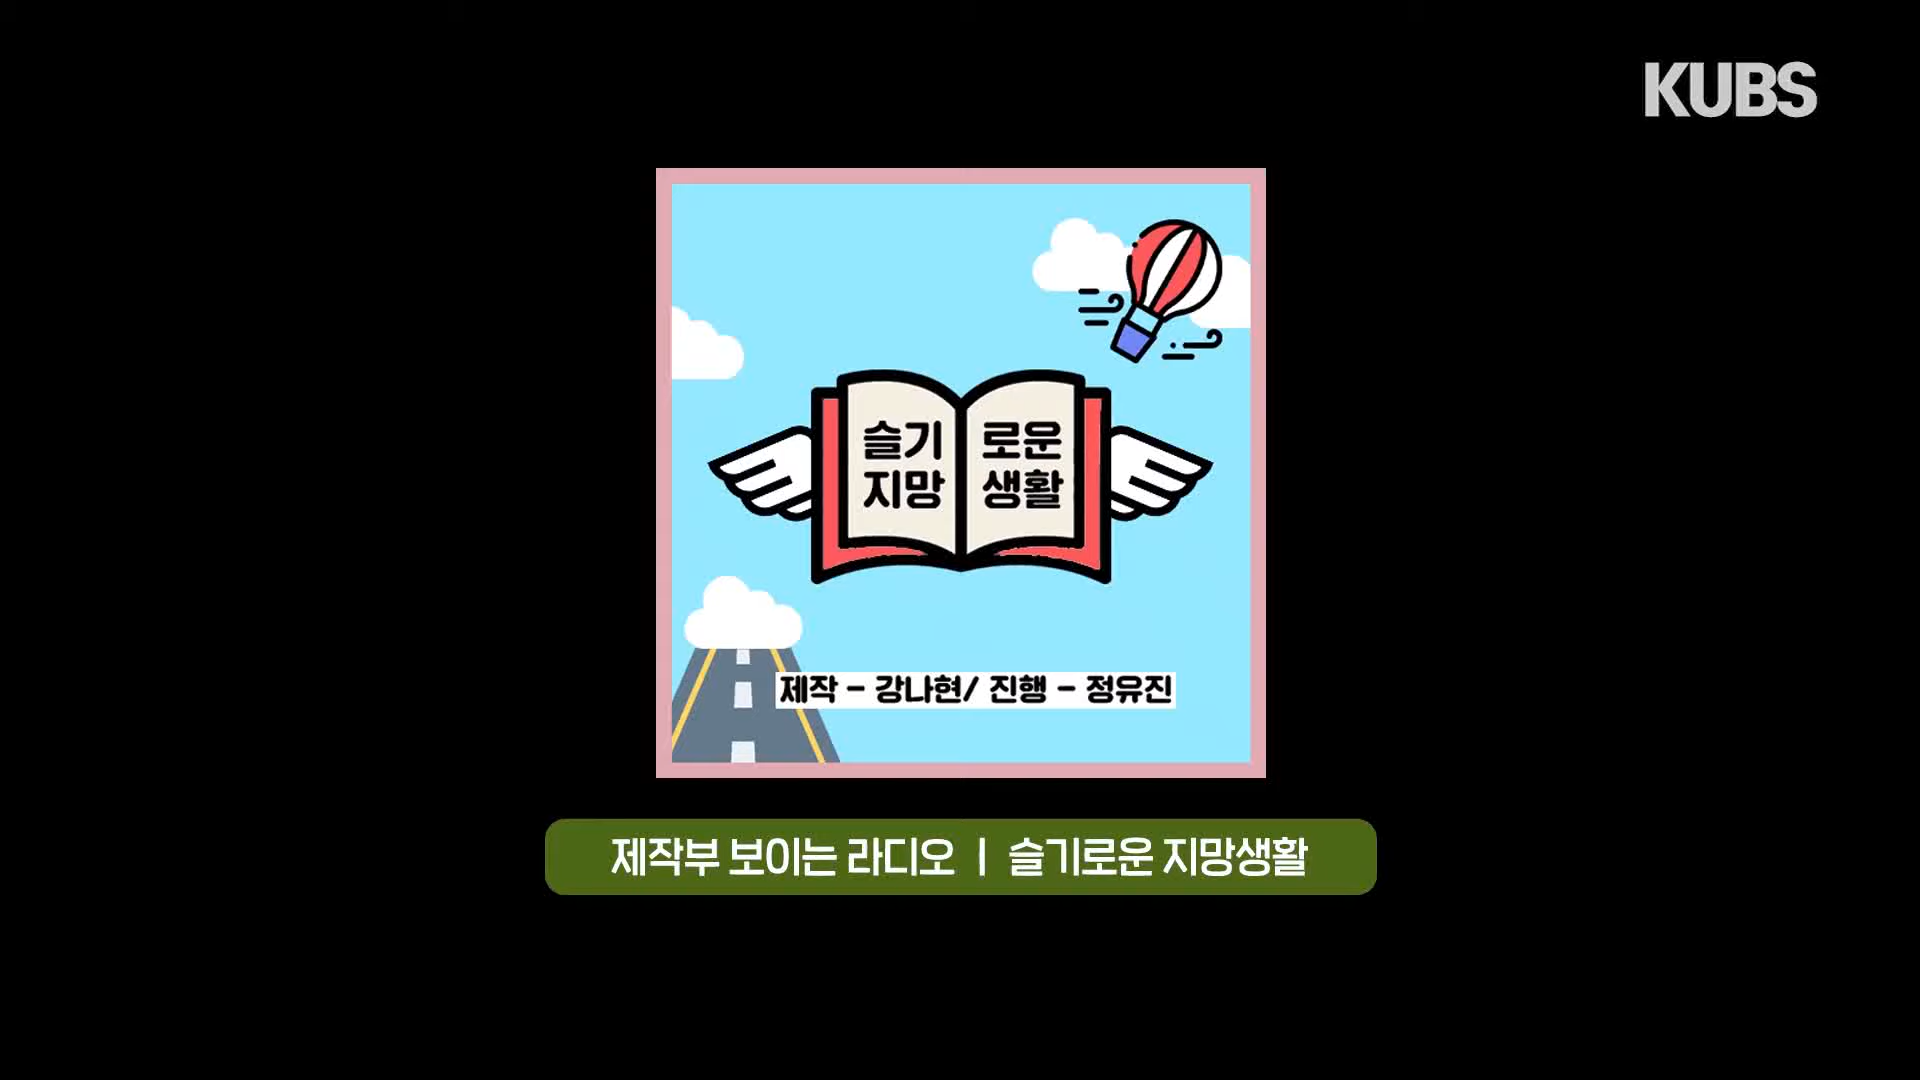 KUBS
슬기로운
지망생활
제작 - 강나현/ 진행 - 정유진
제작부 보이는 라디오 ㅣ 슬기로운 지망생활